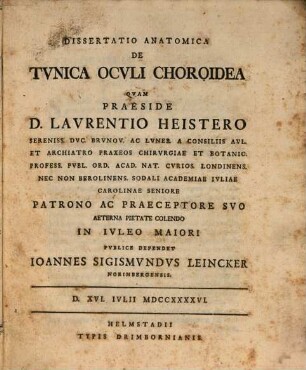 DISSERTATIO ANATOMICA
DE
TVNICA OCVLI CHOROIDEA
QVAM
PRAESIDE
D. LAVRENTIO HEISTERO
SERENISS. DVC. BRVNOV. AC LVNEB. A CONSILIIS AVL.
ET ARCHIATRO PRAXEOS CHIRVRGIAE ET BOTANIC.
PROFESS. PVBL. ORD. ACAD. NAT. CVRIOS. LONDINENS.
NEC NON BEROLINENS. SODALI ACADEMIAE IVLIAE
CAROLINAE SENIORE
PATRONO AC PRAECEPTORE SVO
AETERNA PIETATE COLENDO
IN IVLEO MAIORI
PVBLICE DEFENDET
IOANNES SIGISMVNDVS LEINCKER
NORIMBERGENSIS.
D. XVI. IVLII MDCCXXXXVI.
HELMSTADII
TYPIS DRIMBORNIANIS.